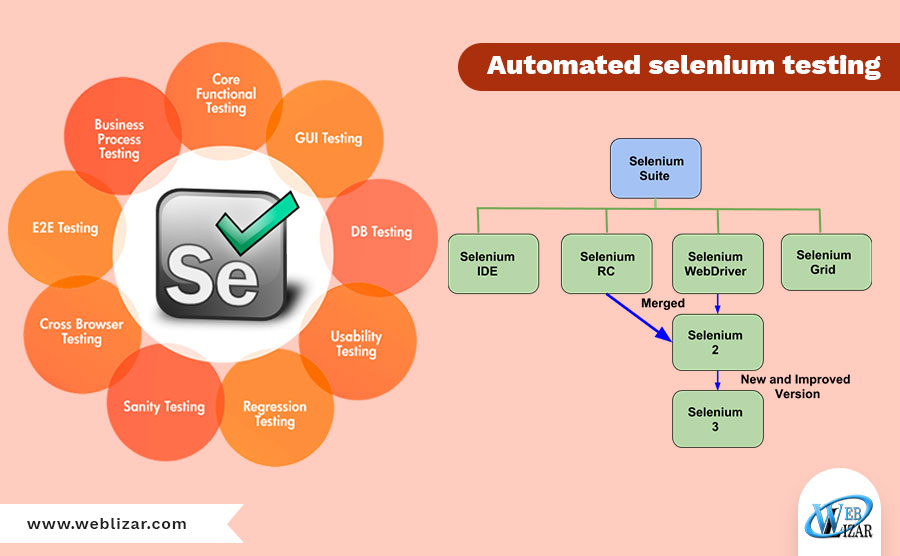 Automated selenium testing
Core
Functional
Testing
GUI Testing
DB Testing
Usability
Testing
Regression
Testing
Sanity Testing
Cross Browser
Testing
E2E Testing
Business
Process
Testing
Se
Selenium
Suite
Selenium
IDE
Selenium
RC
Selenium
WebDriver
Selenium
Grid
Merged
Selenium
2
New and Improved
Version
Selenium
3
www.weblizar.com
WEB
LIZAR